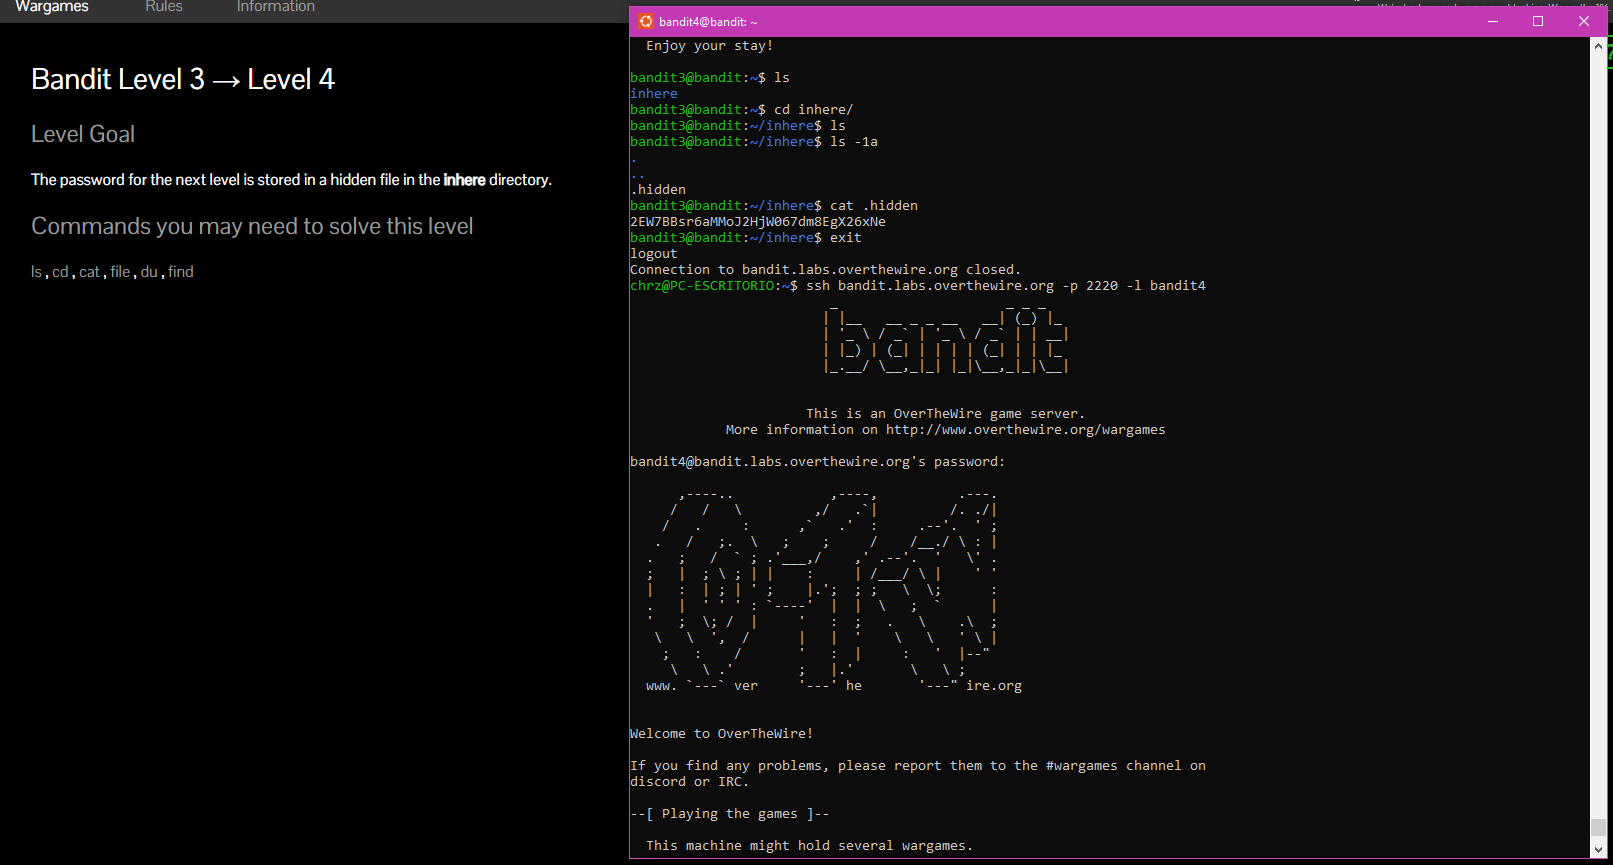 Wargames Rules Information
Bandit Level 3 → Level 4
Level Goal
The password for the next level is stored in a hidden file in the inhere directory.
Commands you may need to solve this level
ls , cd , cat , file , du , find
bandit4@bandit: ~
Enjoy your stay!
bandit3@bandit:~$ ls
inhere
bandit3@bandit:~$ cd inhere/
bandit3@bandit:~/inhere$ ls
bandit3@bandit:~/inhere$ ls -1a
.
..
.hidden
bandit3@bandit:~/inhere$ cat .hidden
2EW7BBsr6aMMoJ2HjW067dm8EgX26xNe
bandit3@bandit:~/inhere$ exit
logout
Connection to bandit.labs.overthewire.org closed.
chrz@PC-ESCRITORIO:~$ ssh bandit.labs.overthewire.org -p 2220 -l bandit4
bandit
This is an OverTheWire game server.
More information on http://www.overthewire.org/wargames
bandit4@bandit.labs.overthewire.org's password:
www. ver he ire.org
Welcome to OverTheWire!
If you find any problems, please report them to the #wargames channel on
discord or IRC.
--[ Playing the games ]--
This machine might hold several wargames.